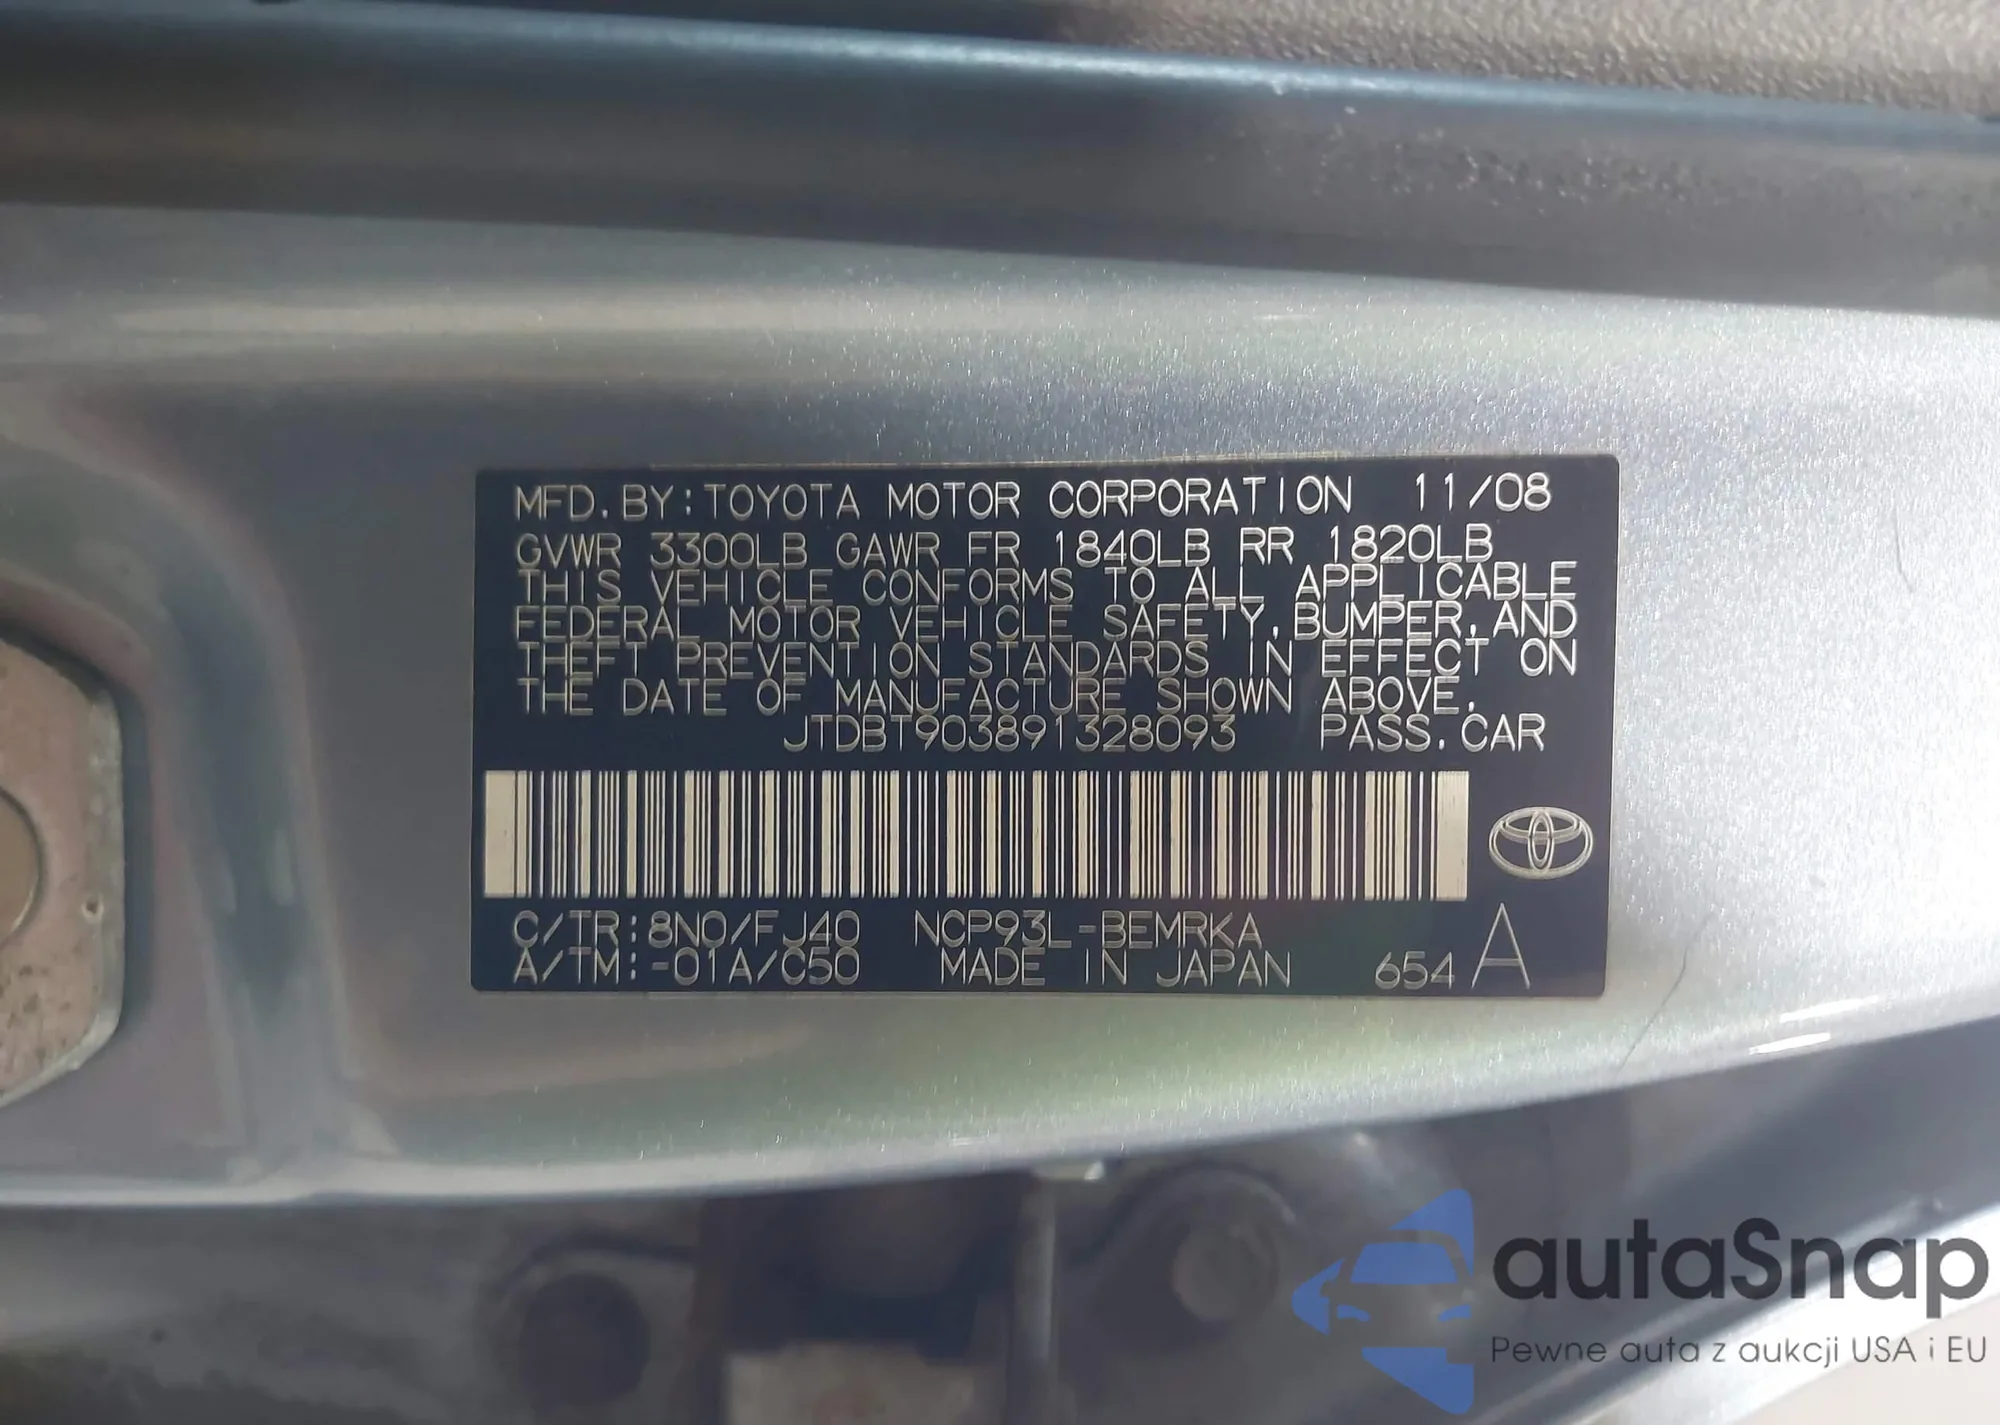 MFD. BY: TOYOTA MOTOR CORPORATION 11/08
GVWR 3300LB GAWR FR 1840LB RR 1820LB
THIS VEHICLE CONFORMS TO ALL APPLICABLE
FEDERAL MOTOR VEHICLE SAFETY, BUMPER, AND
THEFT PREVENTION STANDARDS IN EFFECT ON
THE DATE OF MANUFACTURE SHOWN ABOVE.
JTDBT903891328093 PASS. CAR
C/TR: 8N0/FJ40 NCP93L-BEMRKA
A/TM: -01A/C50 MADE IN JAPAN 654 A
autaSnap
Pewne auta z aukcji USA i EU